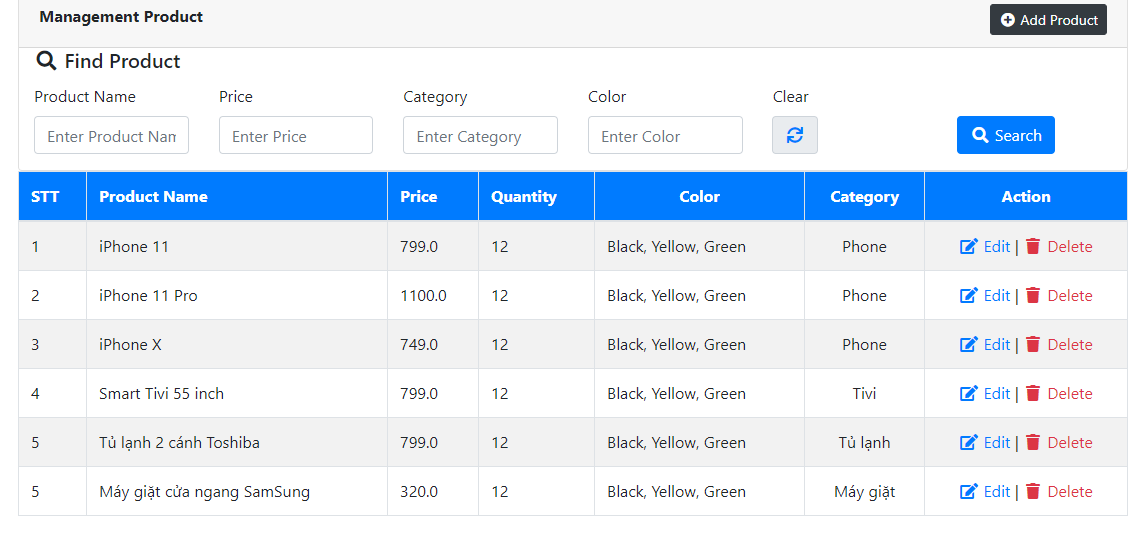 Management Product Add Product
Find Product
Product Name Price Category Color Clear
Enter Product Nam Enter Price Enter Category Enter Color Search
STT Product Name Price Quantity Color Category Action
1 iPhone 11 799.0 12 Black, Yellow, Green Phone Edit | Delete
2 iPhone 11 Pro 1100.0 12 Black, Yellow, Green Phone Edit | Delete
3 iPhone X 749.0 12 Black, Yellow, Green Phone Edit | Delete
4 Smart Tivi 55 inch 799.0 12 Black, Yellow, Green Tivi Edit | Delete
5 Tủ lạnh 2 cánh Toshiba 799.0 12 Black, Yellow, Green Tủ lạnh Edit | Delete
5 Máy giặt cửa ngang SamSung 320.0 12 Black, Yellow, Green Máy giặt Edit | Delete